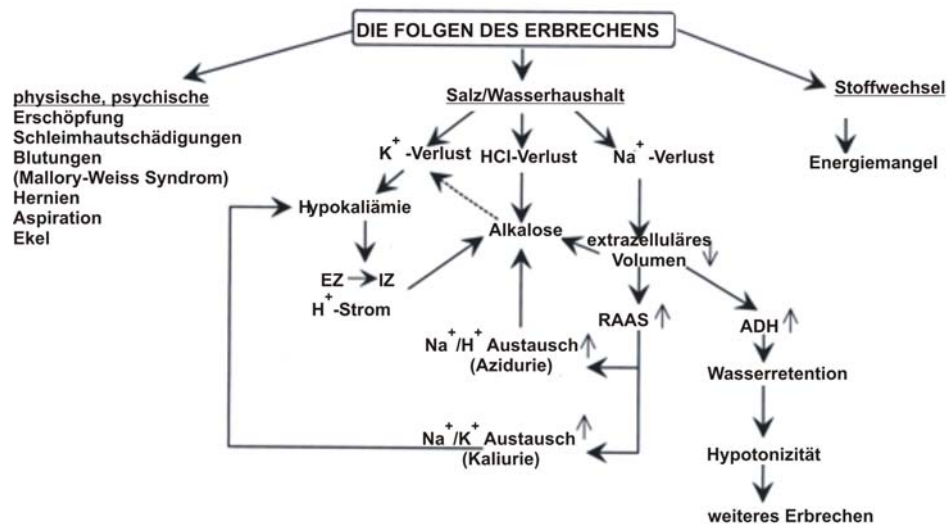 DIE FOLGEN DES ERBRECHENS
physische, psychische
Erschöpfung
Schleimhautschädigungen
Blutungen
(Mallory-Weiss Syndrom)
Hernien
Aspiration
Ekel
Salz/Wasserhaushalt
K⁺-Verlust
HCl-Verlust
Na⁺-Verlust
Hypokaliämie
Alkalose
extrazelluläres
Volumen ↓
EZ → IZ
H⁺-Strom
RAAS ↑
ADH ↑
Na⁺/H⁺ Austausch ↑
(Azidurie)
Wasserretention
Na⁺/K⁺ Austausch ↑
(Kaliurie)
Hypotonizität
weiteres Erbrechen
Stoffwechsel
Energiemangel